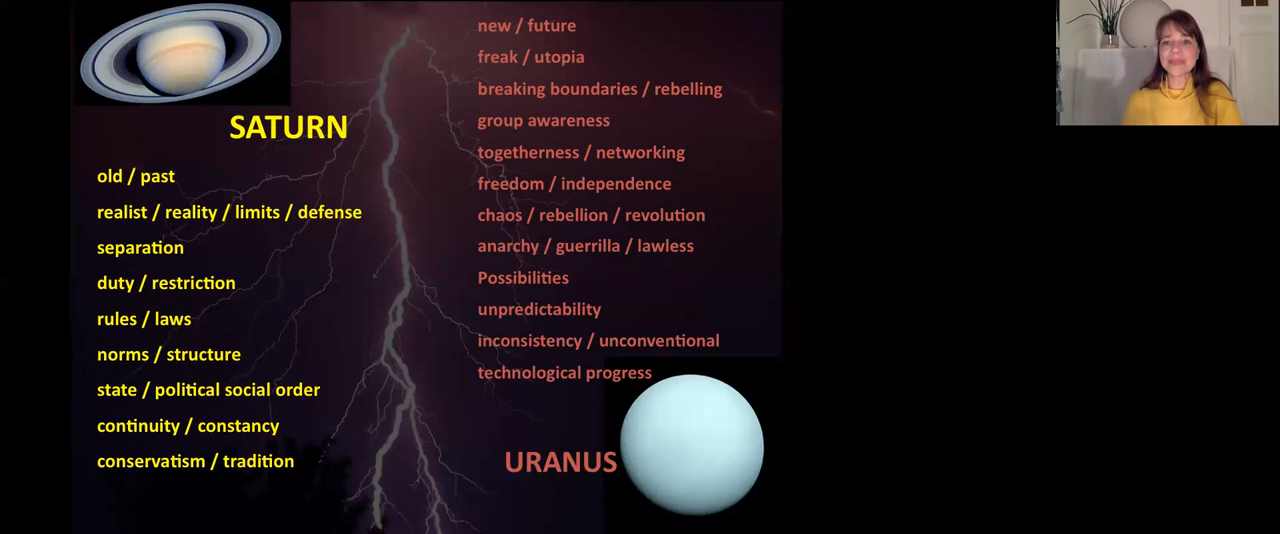 SATURN
old / past
realist / reality / limits / defense
separation
duty / restriction
rules / laws
norms / structure
state / political social order
continuity / constancy
conservatism / tradition
new / future
freak / utopia
breaking boundaries / rebelling
group awareness
togetherness / networking
freedom / independence
chaos / rebellion / revolution
anarchy / guerrilla / lawless
Possibilities
unpredictability
inconsistency / unconventional
technological progress
URANUS